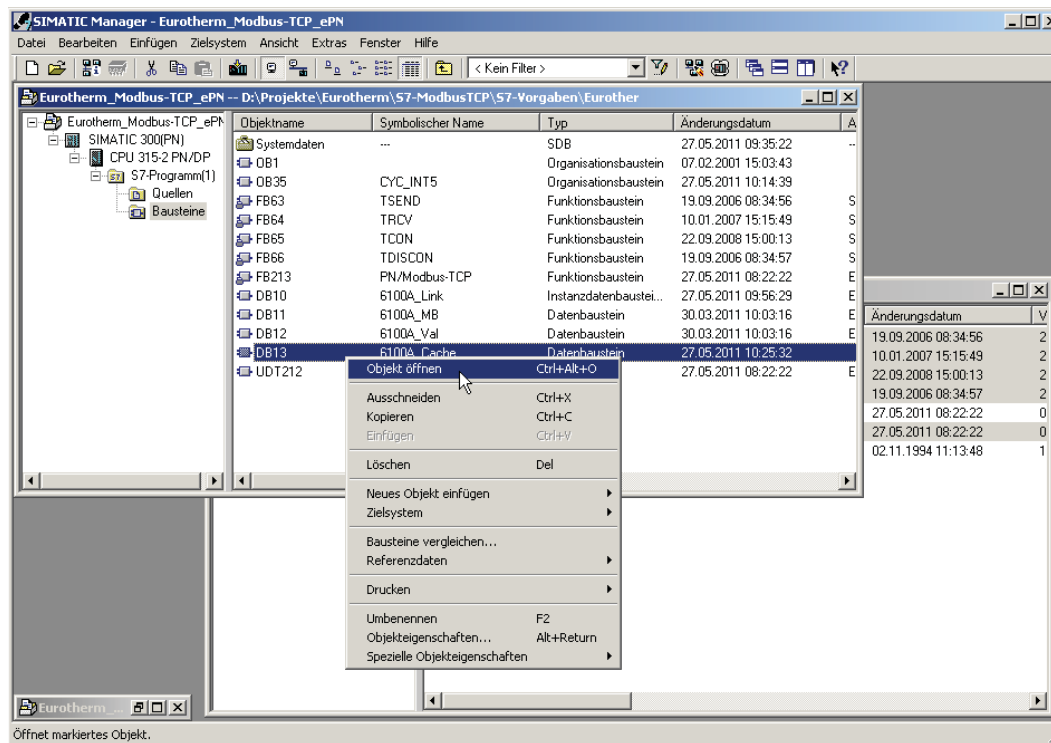 SIMATIC Manager - Eurotherm_Modbus-TCP_ePN
Datei Bearbeiten Einfügen Zielsystem Ansicht Extras Fenster Hilfe
< Kein Filter >
Eurotherm_Modbus-TCP_ePN -- D:\Projekte\Eurotherm\S7-ModbusTCP\S7-Vorgaben\Eurother
Eurotherm_Modbus-TCP_ePN
SIMATIC 300(PN)
CPU 315-2 PN/DP
S7-Programm(1)
Quellen
Bausteine
Objektname Symbolischer Name Typ Änderungsdatum A
Systemdaten --- SDB 27.05.2011 09:35:22 --
OB1 Organisationsbaustein 07.02.2001 15:03:43
OB35 CYC_INT5 Organisationsbaustein 27.05.2011 10:14:39
FB63 TSEND Funktionsbaustein 19.09.2006 08:34:56 S
FB64 TRCV Funktionsbaustein 10.01.2007 15:15:49 S
FB65 TCON Funktionsbaustein 22.09.2008 15:00:13 S
FB66 TDISCON Funktionsbaustein 19.09.2006 08:34:57 S
FB213 PN/Modbus-TCP Funktionsbaustein 27.05.2011 08:22:22 E
DB10 6100A_Link Instanzdatenbaustei... 27.05.2011 09:56:29 E
DB11 6100A_MB Datenbaustein 30.03.2011 10:03:16 E
DB12 6100A_Val Datenbaustein 30.03.2011 10:03:16 E
DB13 6100A_Cache Datenbaustein 27.05.2011 10:25:32
UDT212 27.05.2011 08:22:22 E
Objekt öffnen Ctrl+Alt+O
Ausschneiden Ctrl+X
Kopieren Ctrl+C
Einfügen Ctrl+V
Löschen Del
Neues Objekt einfügen
Zielsystem
Bausteine vergleichen...
Referenzdaten
Drucken
Umbenennen F2
Objekteigenschaften... Alt+Return
Spezielle Objekteigenschaften
Änderungsdatum V
19.09.2006 08:34:56 2
10.01.2007 15:15:49 2
22.09.2008 15:00:13 2
19.09.2006 08:34:57 2
27.05.2011 08:22:22 0
27.05.2011 08:22:22 0
02.11.1994 11:13:48 1
Eurotherm_...
Öffnet markiertes Objekt.